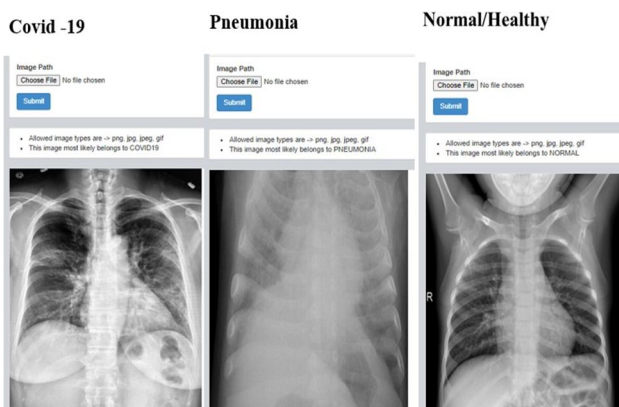 Covid -19
Image Path
Choose File No file chosen
Submit
• Allowed image types are -> png, jpg, jpeg, gif
• This image most likely belongs to COVID19
Pneumonia
Image Path
Choose File No file chosen
Submit
• Allowed image types are -> png, jpg, jpeg, gif
• This image most likely belongs to PNEUMONIA
Normal/Healthy
Image Path
Choose File No file chosen
Submit
• Allowed image types are -> png, jpg, jpeg, gif
• This image most likely belongs to NORMAL
R